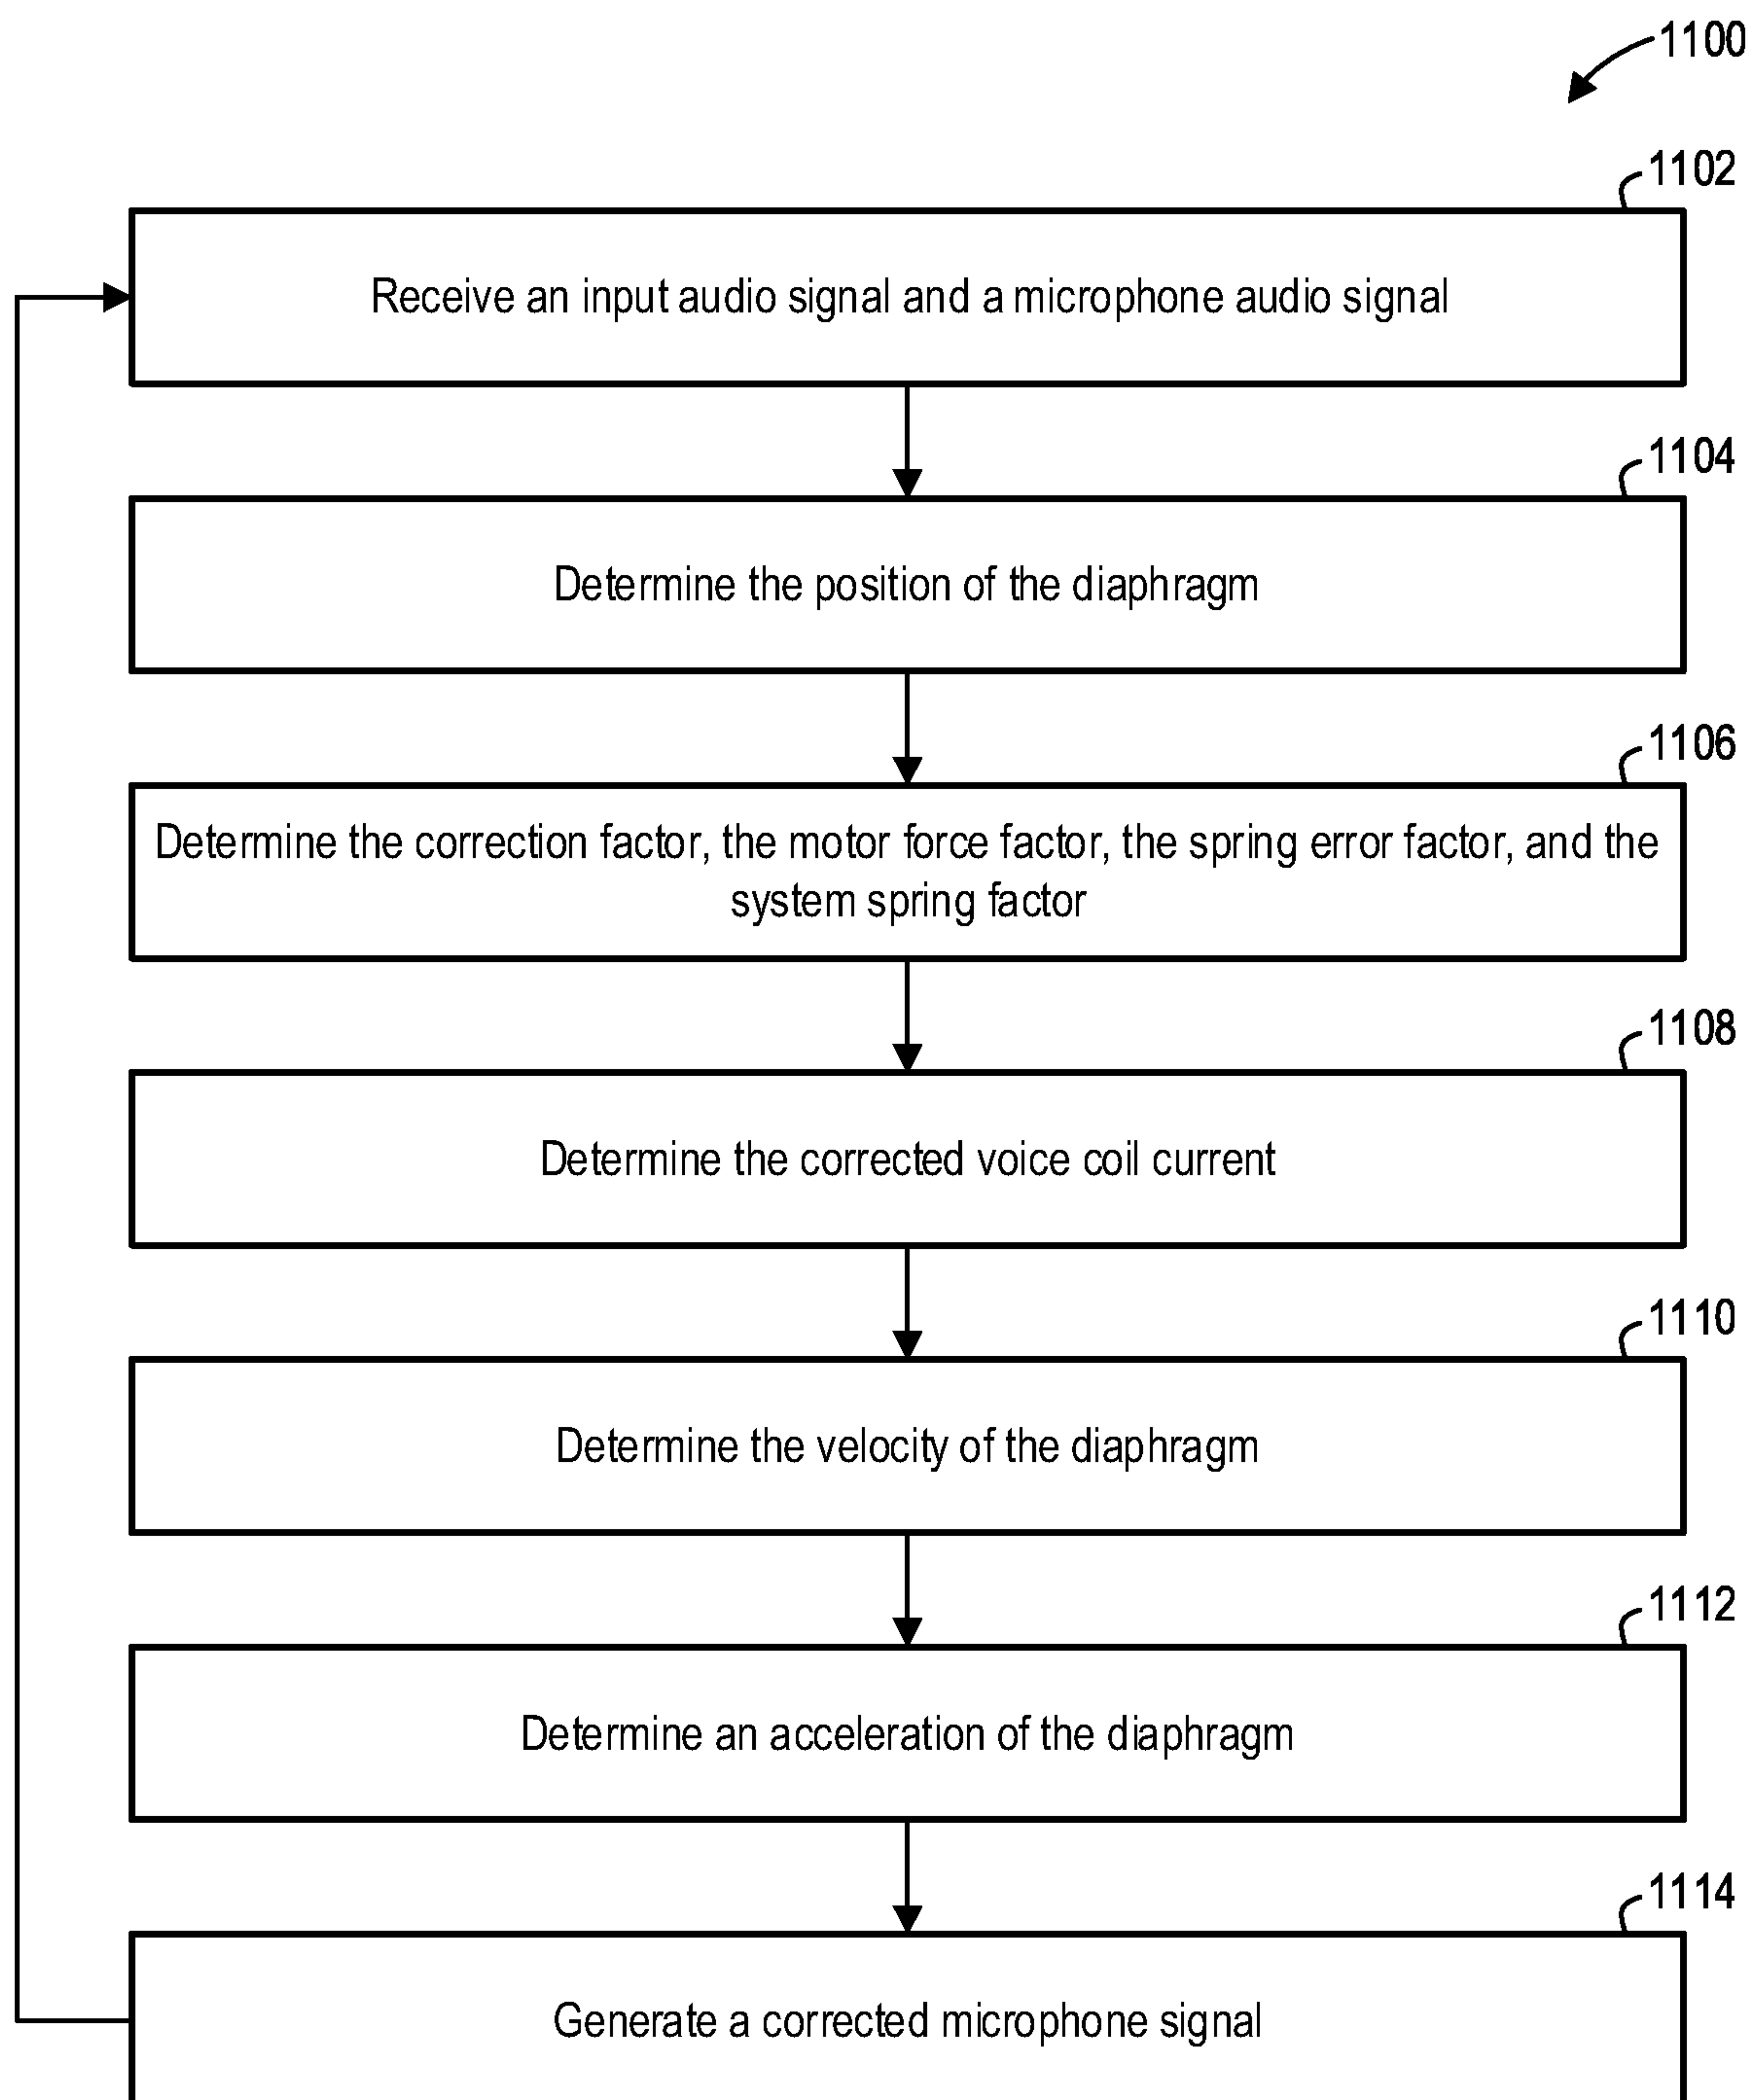 1100
1102
Receive an input audio signal and a microphone audio signal
1104
Determine the position of the diaphragm
1106
Determine the correction factor, the motor force factor, the spring error factor, and the
system spring factor
1108
Determine the corrected voice coil current
1110
Determine the velocity of the diaphragm
1112
Determine an acceleration of the diaphragm
1114
Generate a corrected microphone signal